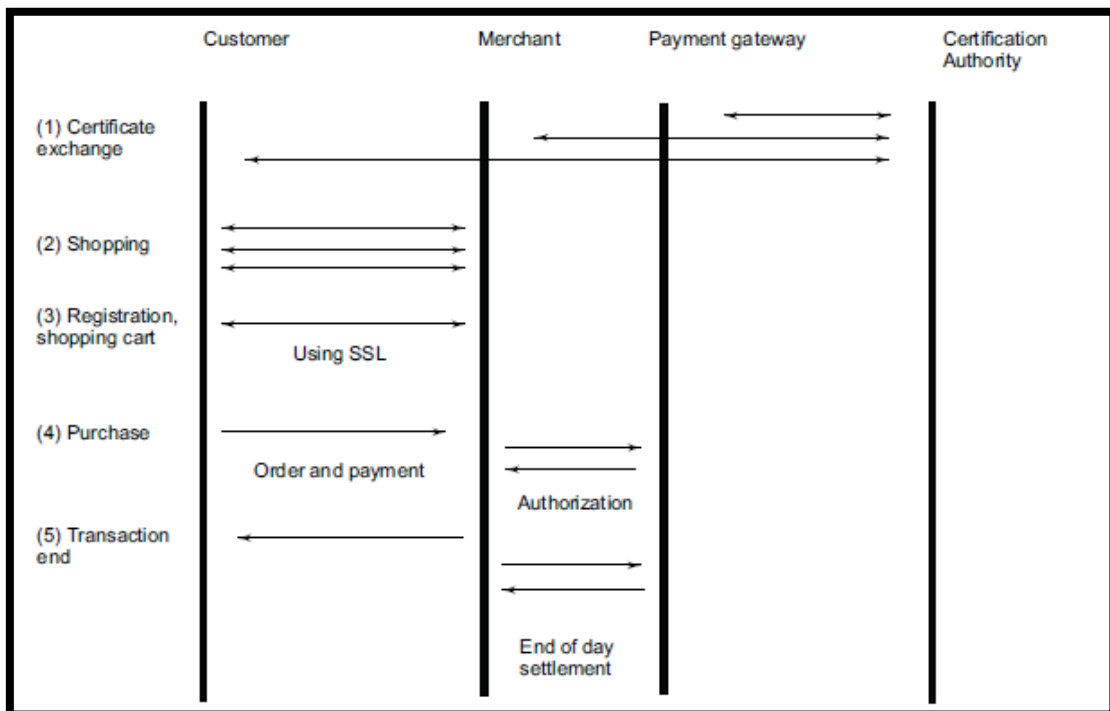 Customer
Merchant
Payment gateway
Certification
Authority
(1) Certificate
exchange
(2) Shopping
(3) Registration,
shopping cart
Using SSL
(4) Purchase
Order and payment
Authorization
(5) Transaction
end
End of day
settlement